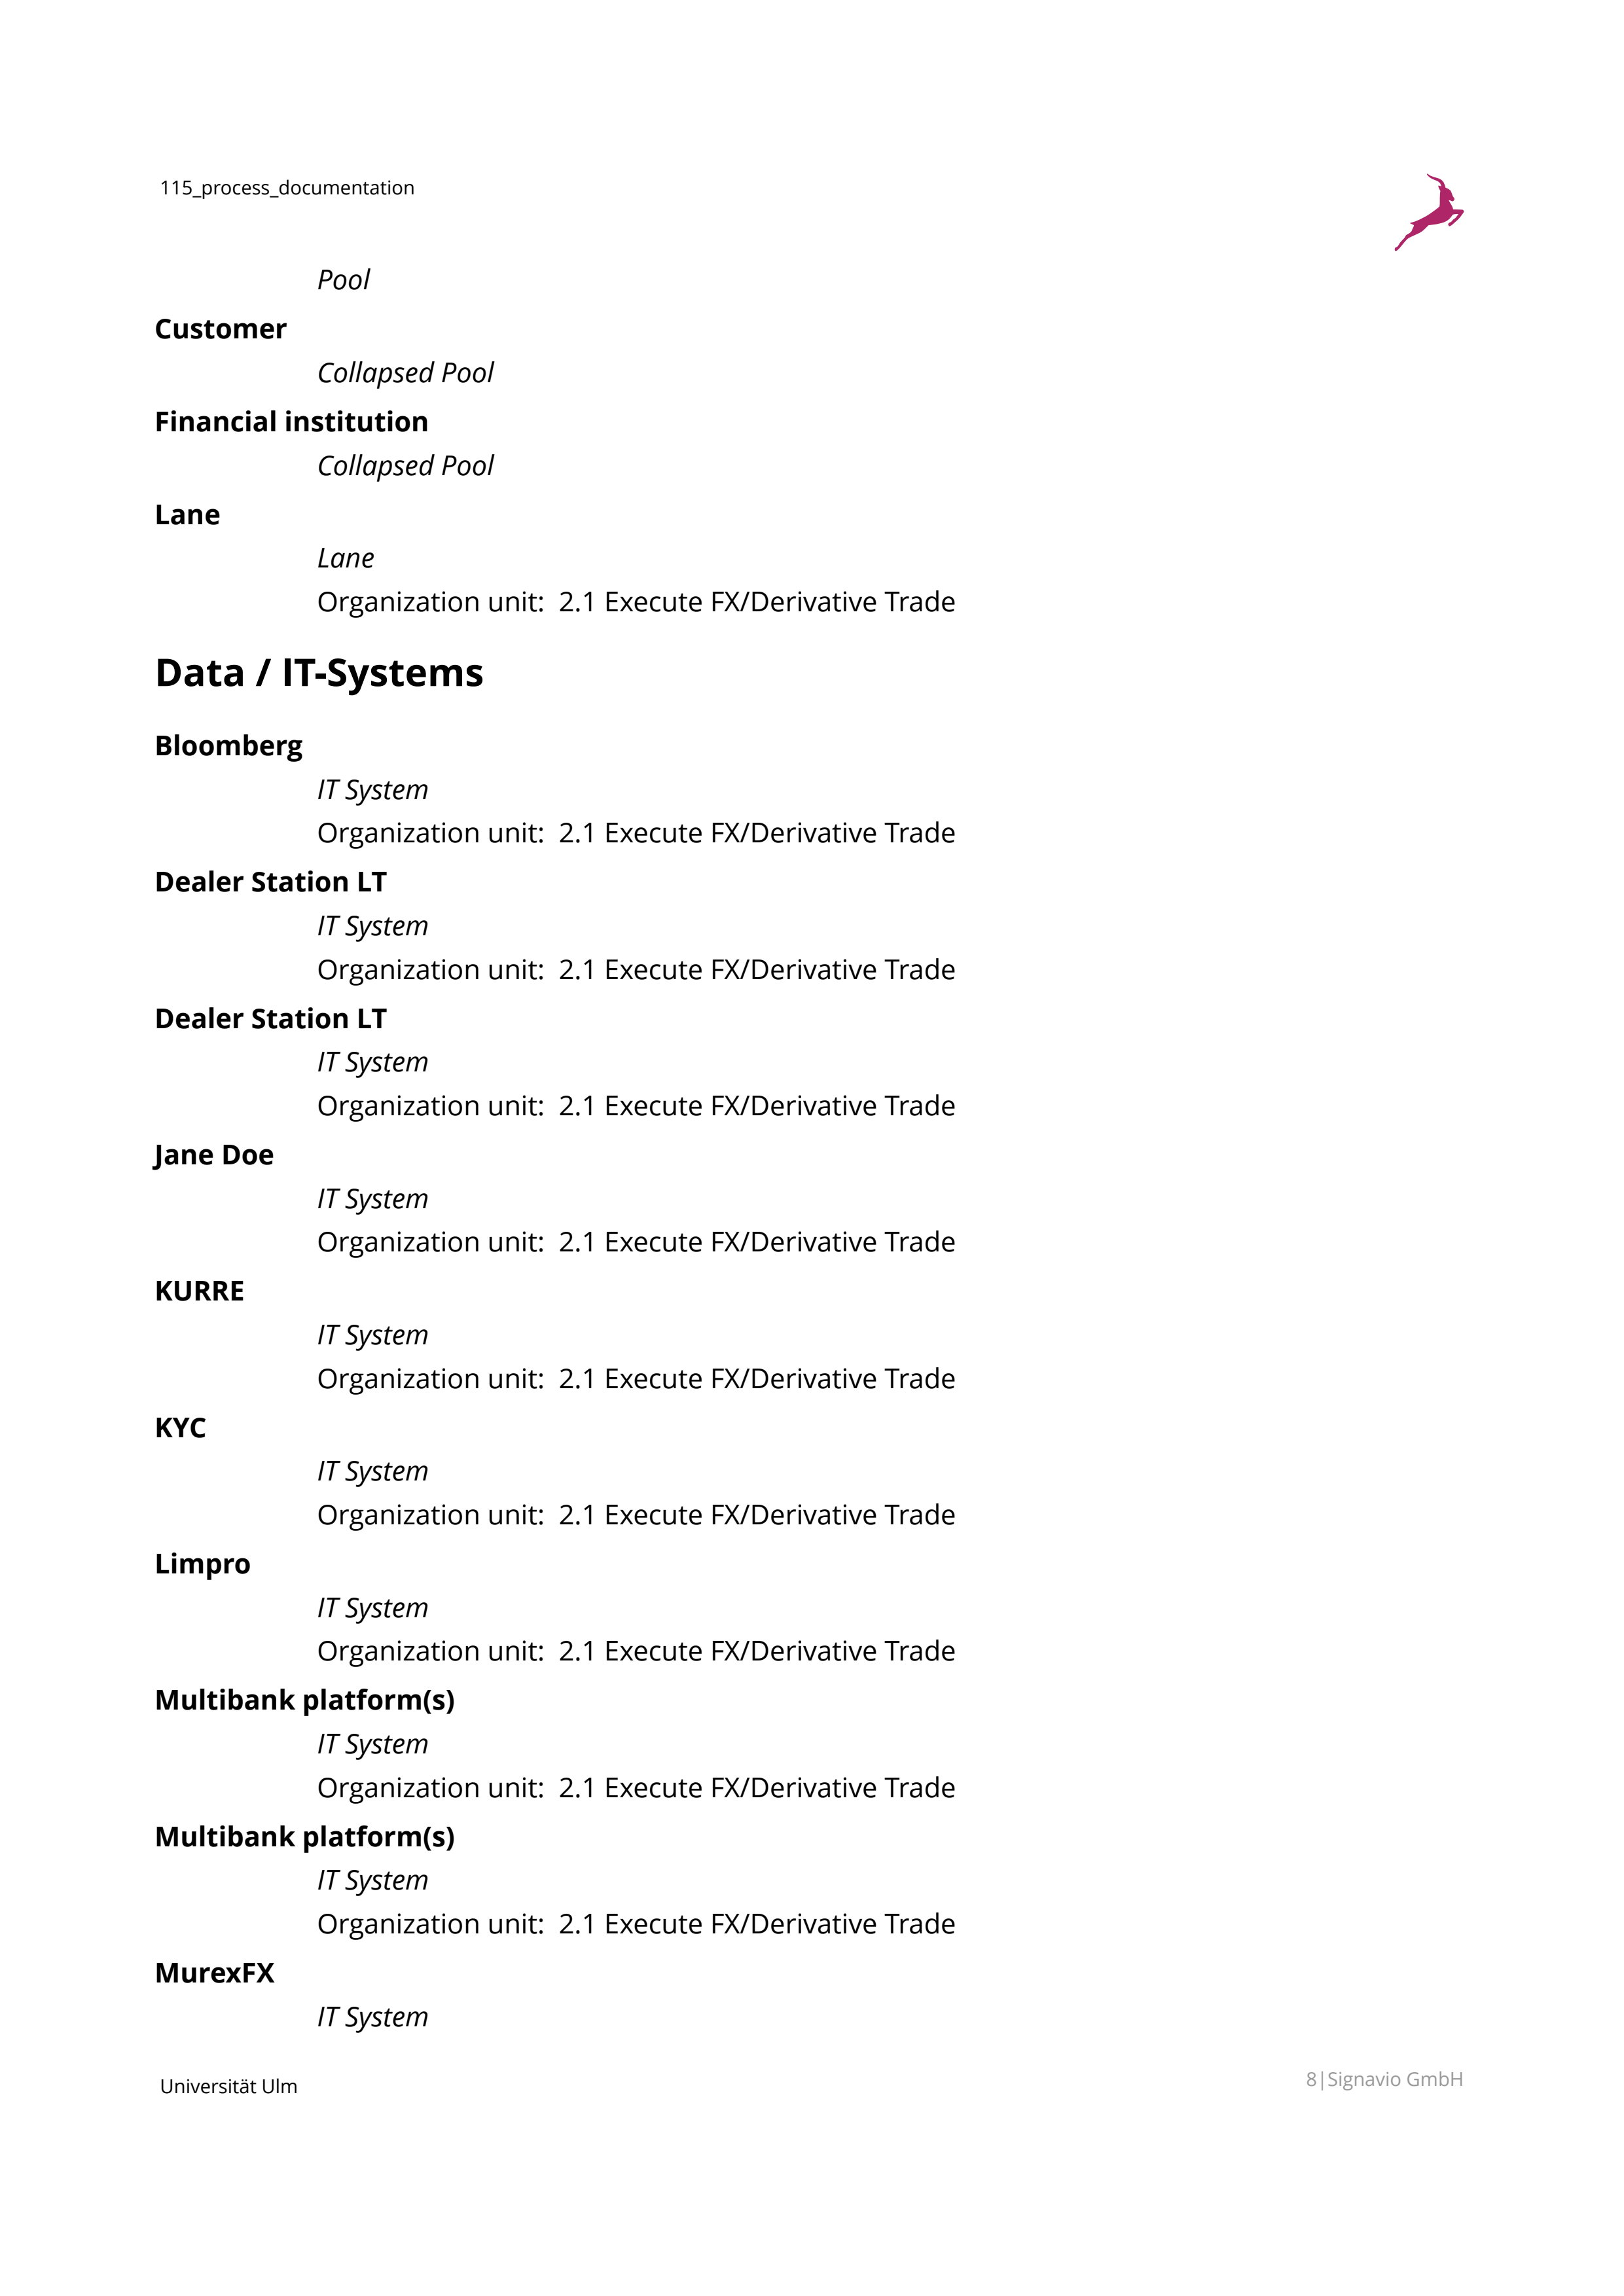 115_process_documentation
Pool
Customer
Collapsed Pool
Financial institution
Collapsed Pool
Lane
Lane
Organization unit: 2.1 Execute FX/Derivative Trade
Data / IT-Systems
Bloomberg
IT System
Organization unit: 2.1 Execute FX/Derivative Trade
Dealer Station LT
IT System
Organization unit: 2.1 Execute FX/Derivative Trade
Dealer Station LT
IT System
Organization unit: 2.1 Execute FX/Derivative Trade
Jane Doe
IT System
Organization unit: 2.1 Execute FX/Derivative Trade
KURRE
IT System
Organization unit: 2.1 Execute FX/Derivative Trade
KYC
IT System
Organization unit: 2.1 Execute FX/Derivative Trade
Limpro
IT System
Organization unit: 2.1 Execute FX/Derivative Trade
Multibank platform(s)
IT System
Organization unit: 2.1 Execute FX/Derivative Trade
Multibank platform(s)
IT System
Organization unit: 2.1 Execute FX/Derivative Trade
MurexFX
IT System
Universität Ulm
8|Signavio GmbH